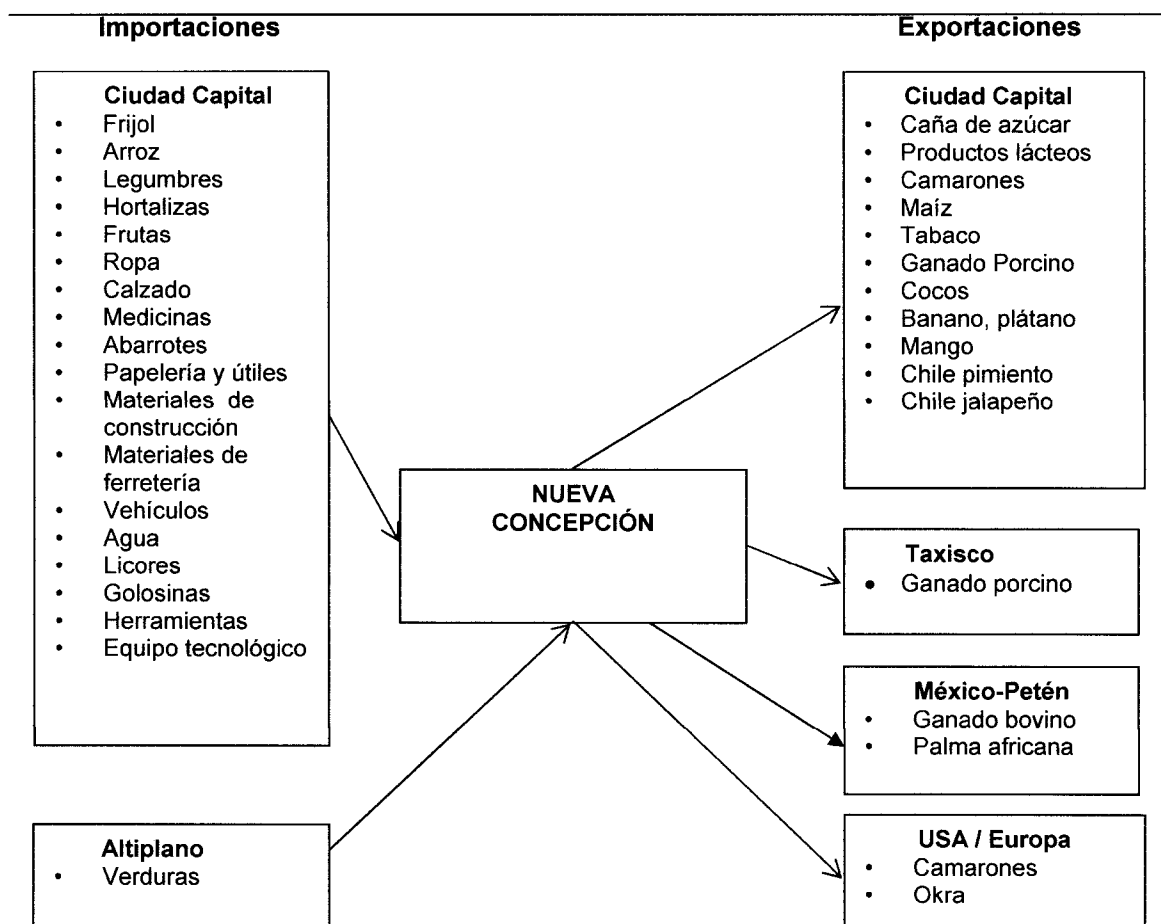 Importaciones
Exportaciones
Ciudad Capital
• Frijol
• Arroz
• Legumbres
• Hortalizas
• Frutas
• Ropa
• Calzado
• Medicinas
• Abarrotes
• Papelería y útiles
• Materiales de
construcción
• Materiales de
ferretería
• Vehículos
• Agua
• Licores
• Golosinas
• Herramientas
• Equipo tecnológico
Altiplano
• Verduras
NUEVA
CONCEPCIÓN
Ciudad Capital
• Caña de azúcar
• Productos lácteos
• Camarones
• Maíz
• Tabaco
• Ganado Porcino
• Cocos
• Banano, plátano
• Mango
• Chile pimiento
• Chile jalapeño
Taxisco
• Ganado porcino
México-Petén
• Ganado bovino
• Palma africana
USA / Europa
• Camarones
• Okra